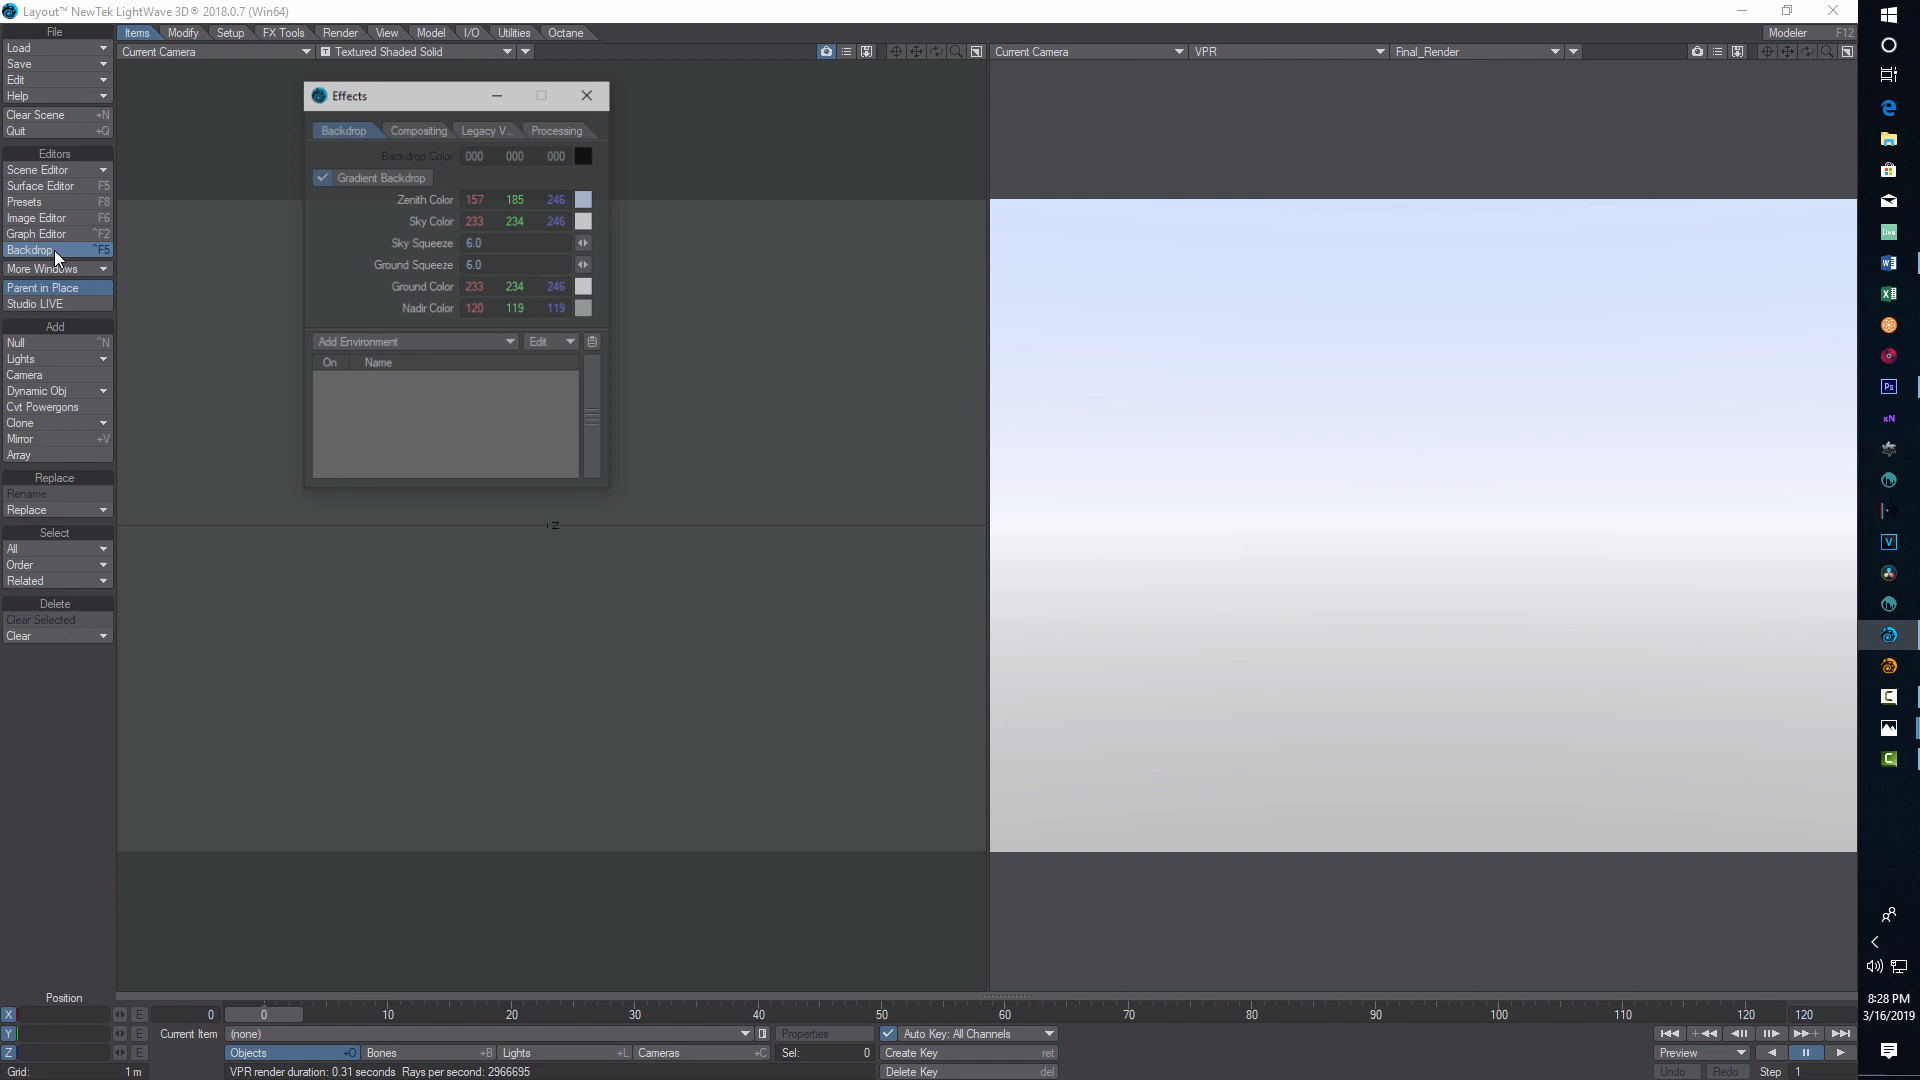 Layout™ NewTek LightWave 3D® 2018.0.7 (Win64)
File
Items Modify Setup FX Tools Render View Model I/O Utilities Octane
Modeler F12
Load
Current Camera Textured Shaded Solid
Current Camera VPR Final_Render
Save
Edit
Help
Clear Scene +N
Quit +Q
Editors
Scene Editor
Surface Editor F5
Presets F8
Image Editor F6
Graph Editor ^F2
Backdrop ^F5
More Windows
Parent in Place
Studio LIVE
Add
Null ^N
Lights
Camera
Dynamic Obj
Cvt Powergons
Clone
Mirror +V
Array
Replace
Rename
Replace
Select
All
Order
Related
Delete
Clear Selected
Clear
Effects
Backdrop Compositing Legacy V... Processing
Backdrop Color 000 000 000
Gradient Backdrop
Zenith Color 157 185 246
Sky Color 233 234 246
Sky Squeeze 6.0
Ground Squeeze 6.0
Ground Color 233 234 246
Nadir Color 120 119 119
Add Environment Edit
On Name
Position
X E 0 0 10 20 30 40 50 60 70 80 90 100 110 120 120
Y E Current Item (none) Properties Auto Key: All Channels
Z E Objects +O Bones +B Lights +L Cameras +C Sel: 0 Create Key ret Preview
Grid: 1 m VPR render duration: 0.31 seconds Rays per second: 2966695 Delete Key del Undo Redo Step 1
Live
Ps
xN
V
8:28 PM
3/16/2019